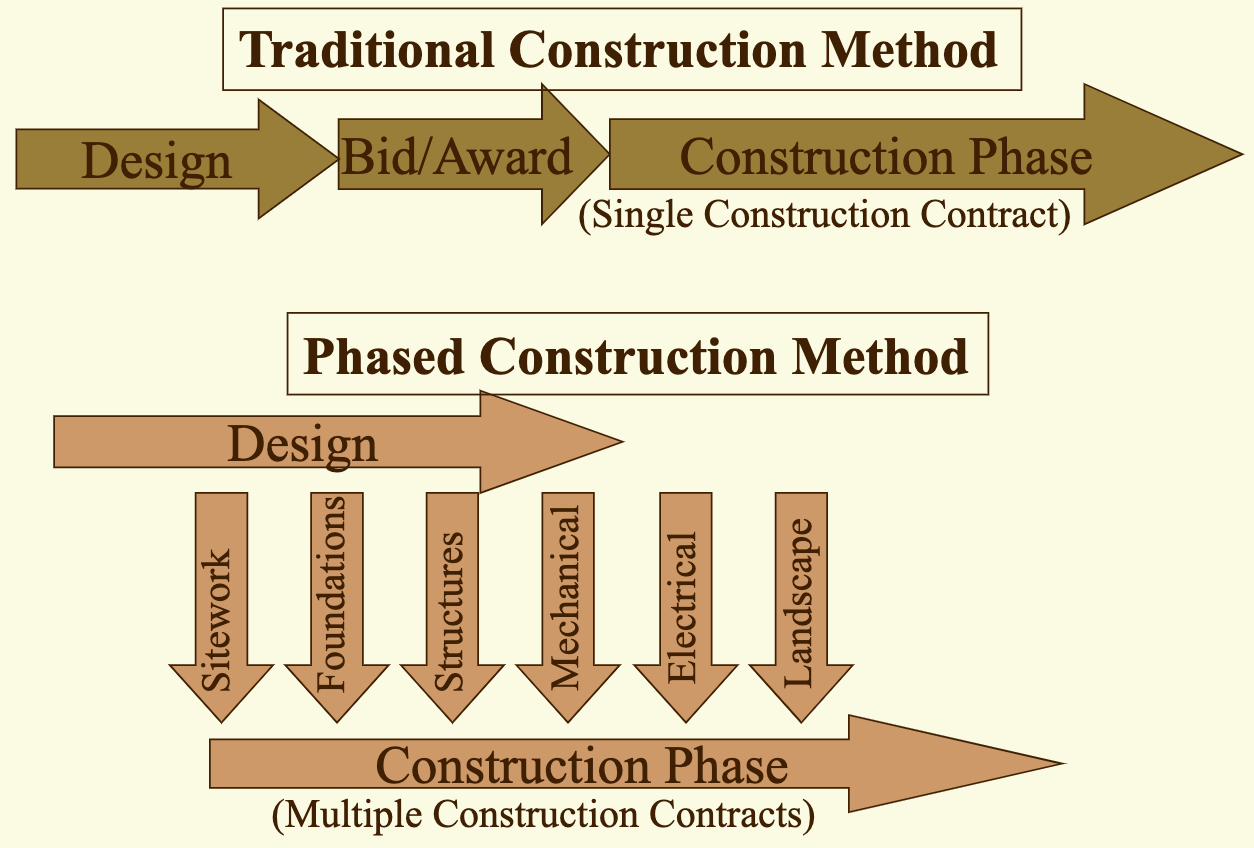 Traditional Construction Method
Design
Bid/Award
Construction Phase
(Single Construction Contract)
Phased Construction Method
Design
Sitework
Foundations
Structures
Mechanical
Electrical
Landscape
Construction Phase
(Multiple Construction Contracts)